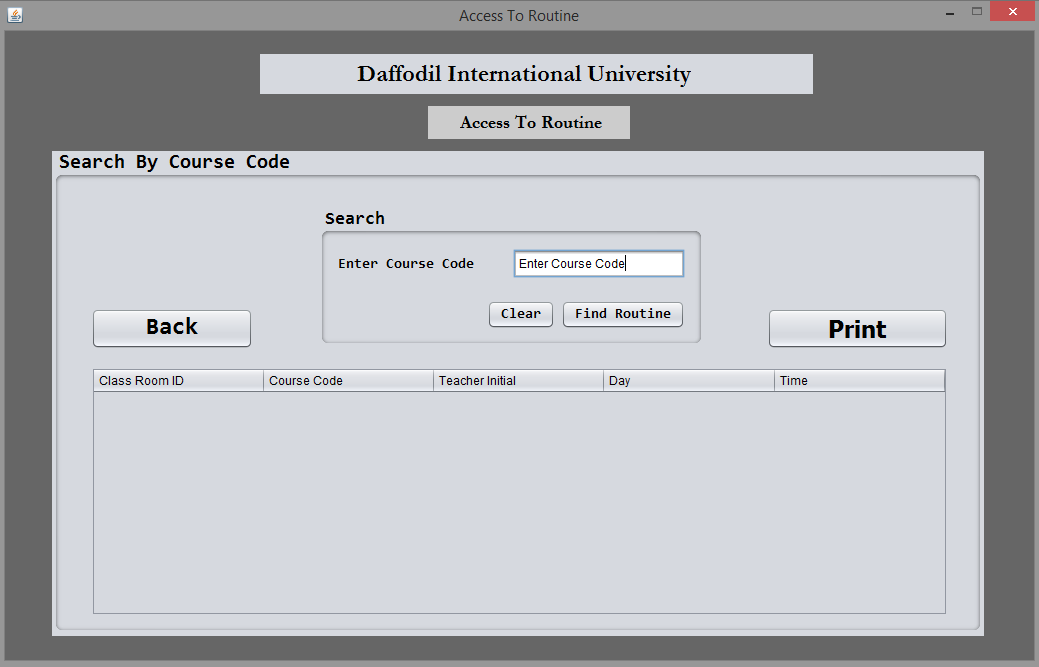 Access To Routine
Daffodil International University
Access To Routine
Search By Course Code
Search
Enter Course Code Enter Course Code
Clear Find Routine
Back Print
Class Room ID Course Code Teacher Initial Day Time